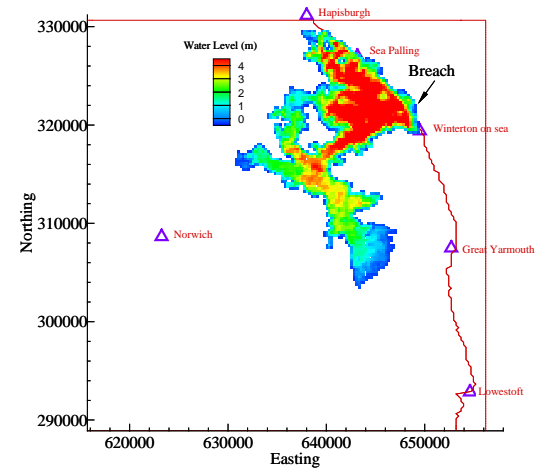 Hapisburgh
330000
Water Level (m)
Sea Palling
4
3
2
1
0
Breach
320000
Winterton on sea
Northing
310000
Norwich
Great Yarmouth
300000
Lowestoft
290000
620000 630000 640000 650000
Easting